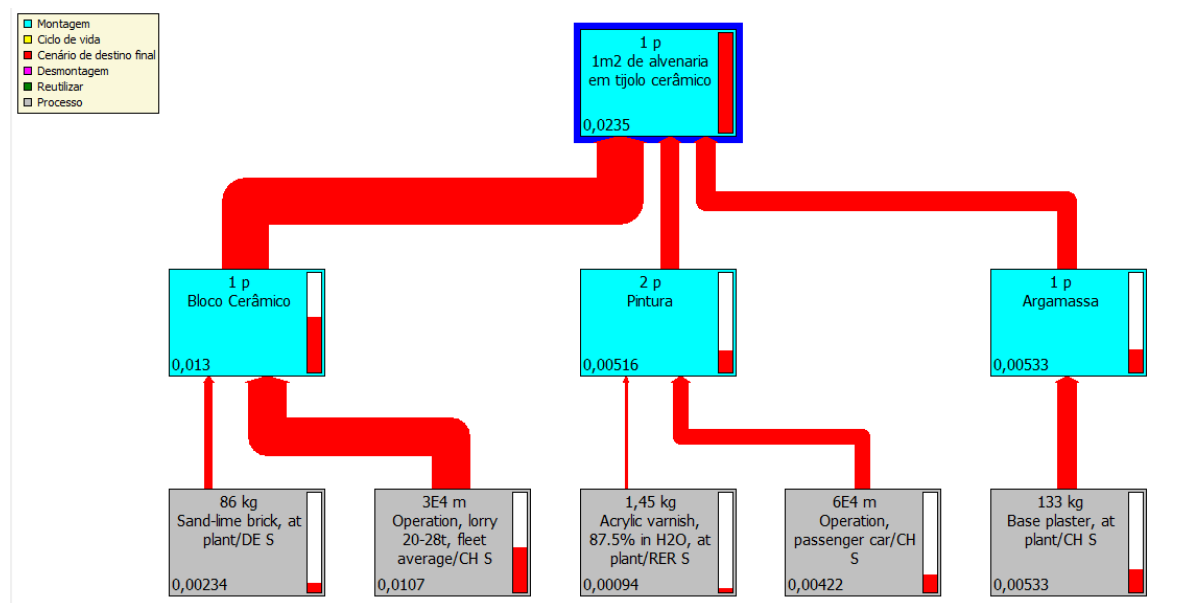 Montagem
Ciclo de vida
Cenário de destino final
Desmontagem
Reutilizar
Processo
1 p
1m2 de alvenaria
em tijolo cerâmico
0,0235
1 p
Bloco Cerâmico
0,013
2 p
Pintura
0,00516
1 p
Argamassa
0,00533
86 kg
Sand-lime brick, at
plant/DE S
0,00234
3E4 m
Operation, lorry
20-28t, fleet
average/CH S
0,0107
1,45 kg
Acrylic varnish,
87.5% in H2O, at
plant/RER S
0,00094
6E4 m
Operation,
passenger car/CH
S
0,00422
133 kg
Base plaster, at
plant/CH S
0,00533